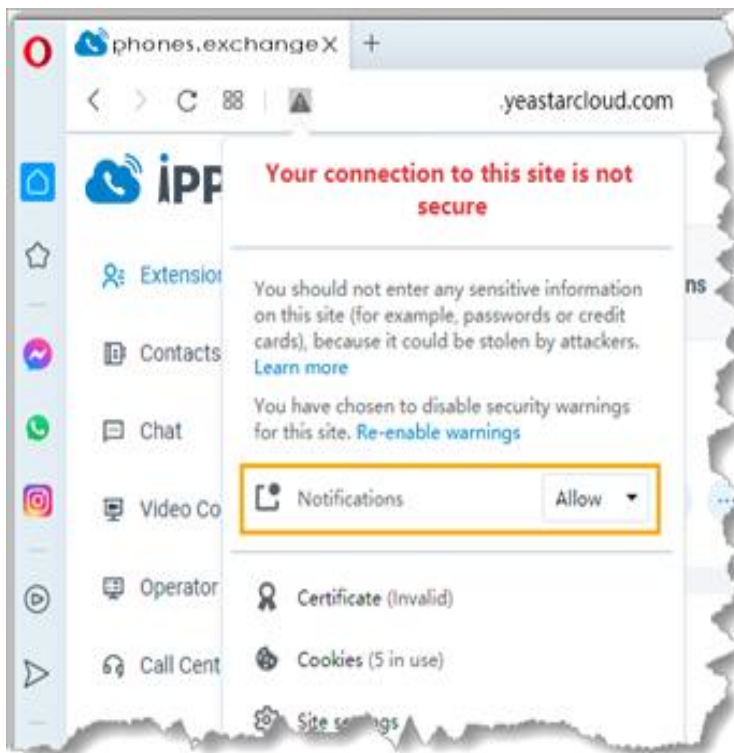 phones.exchange X +
.yeastarcloud.com
iPP
Your connection to this site is not
secure
Extension
ns
You should not enter any sensitive information
on this site (for example, passwords or credit
cards), because it could be stolen by attackers.
Learn more
Contacts
You have chosen to disable security warnings
for this site. Re-enable warnings
Chat
Notifications
Allow
Video Co
Operator
Certificate (Invalid)
Cookies (5 in use)
Call Cent
Site settings